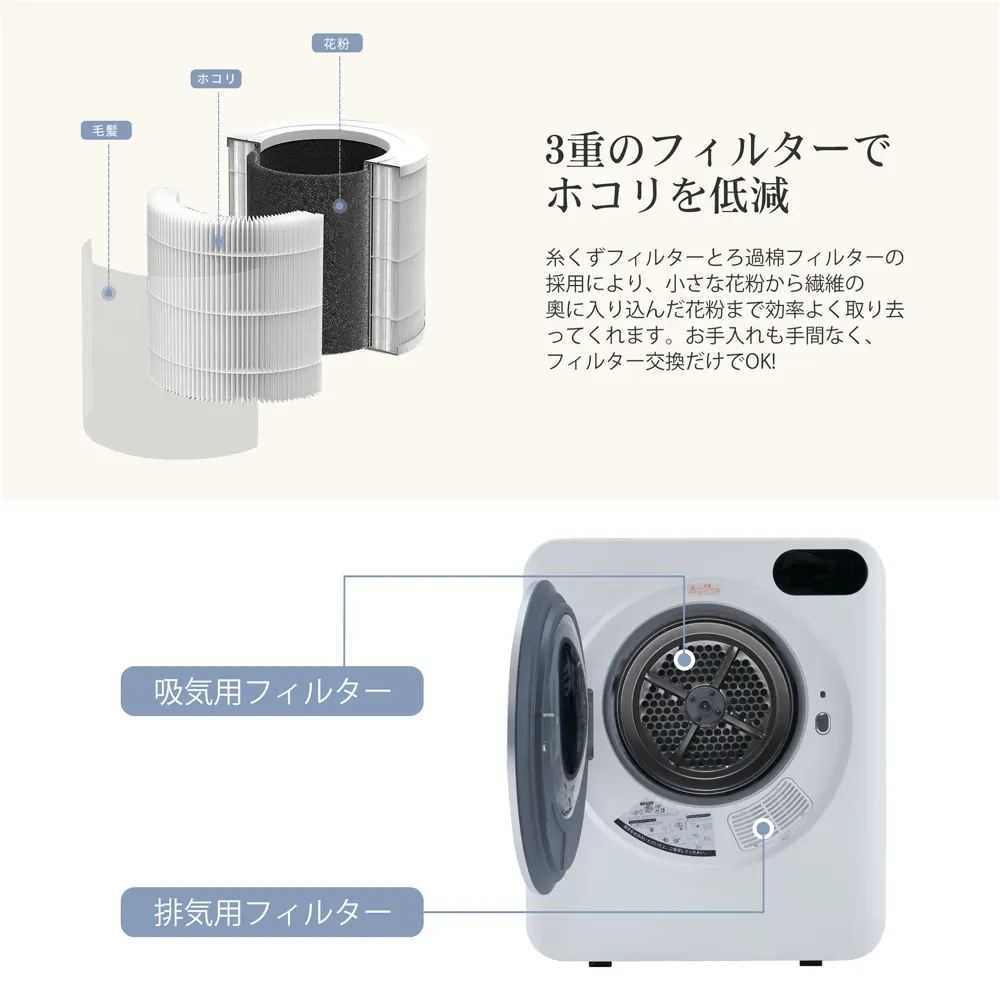 花粉
ホコリ
毛髪
3重のフィルターで
ホコリを低減
糸くずフィルターとろ過棉フィルターの
採用により、小さな花粉から繊維の
奥に入り込んだ花粉まで効率よく取り去
ってくれます。お手入れも手間なく、
フィルター交換だけでOK!
吸気用フィルター
排気用フィルター